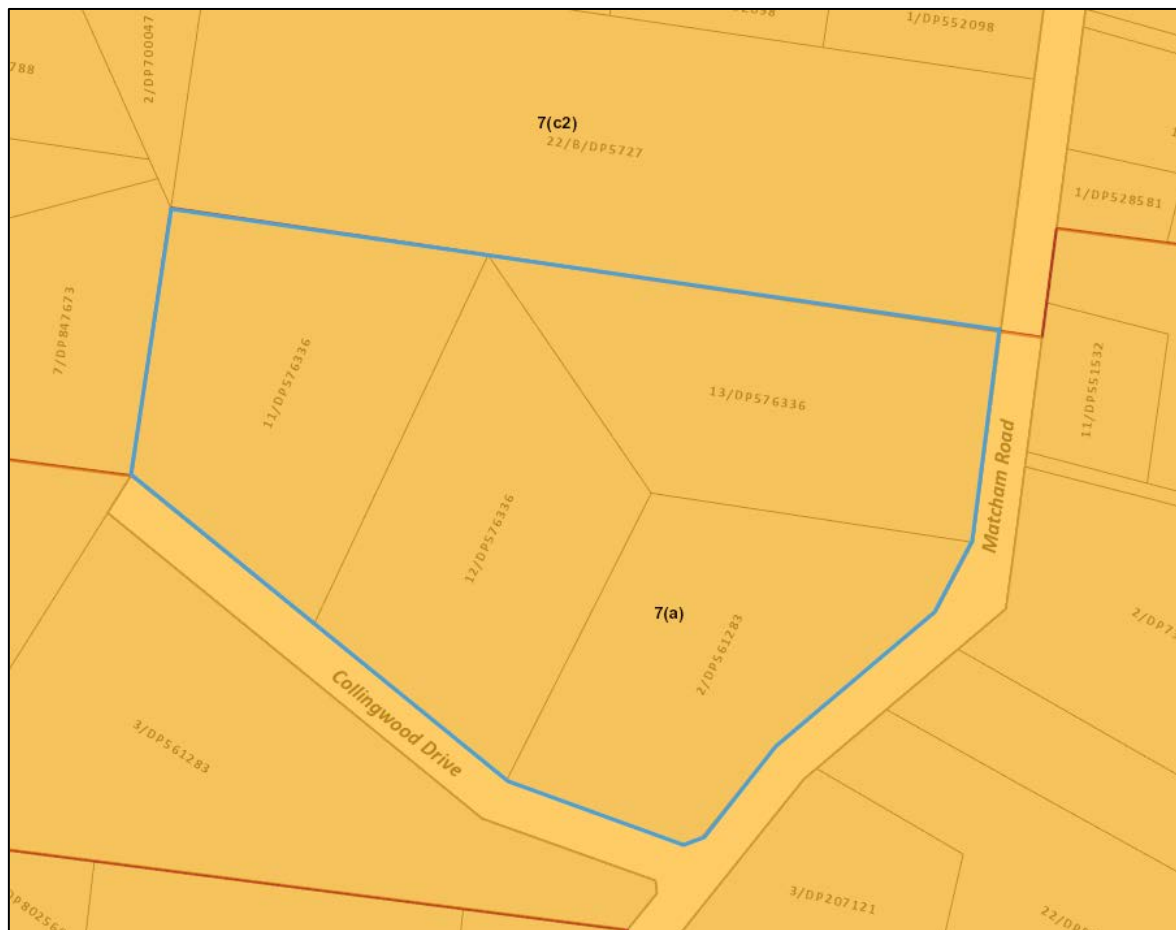 1/DP552098
2/DP700047
788
7(c2)
22/B/DP5727
1/DP528581
7/DP847673
11/DP576336
13/DP576336
11/DP551532
Matcham Road
12/DP576336
7(a)
2/DP561283
Collingwood Drive
3/DP561283
3/DP207121